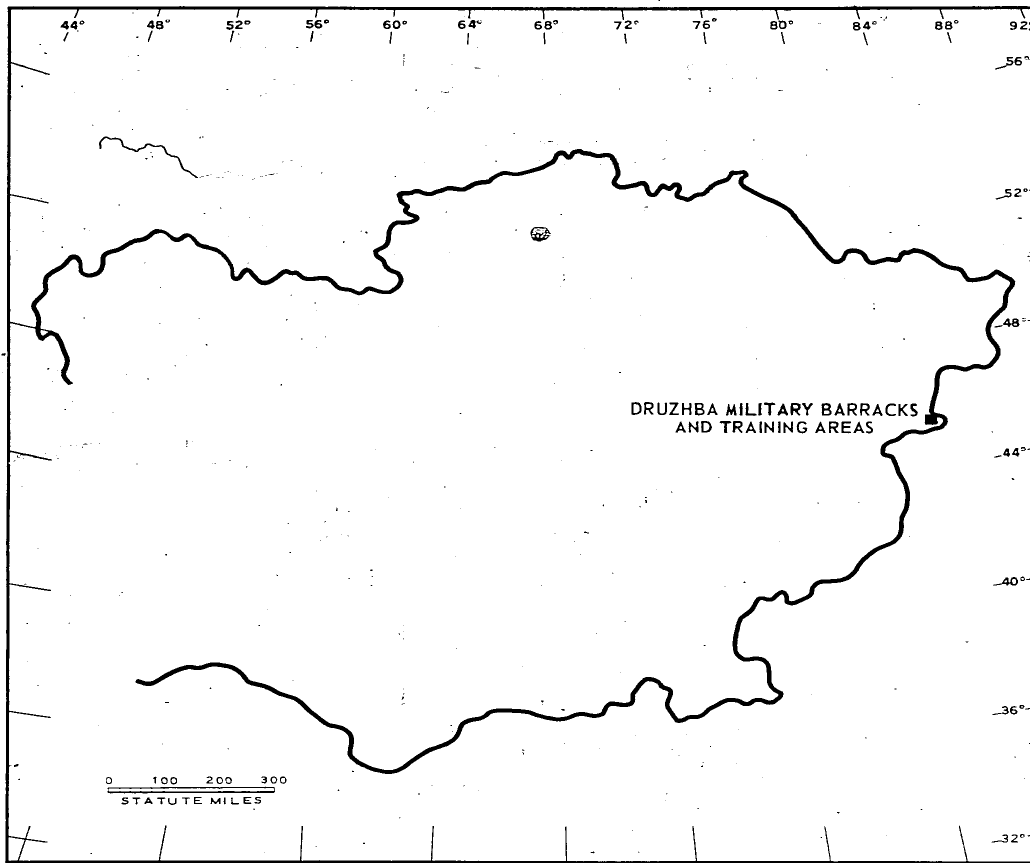 44° 48° 52° 56° 60° 64° 68° 72° 76° 80° 84° 88° 92°
56°
52°
48°
DRUZHBA MILITARY BARRACKS
AND TRAINING AREAS
44°
40°
36°
0 100 200 300
STATUTE MILES
32°